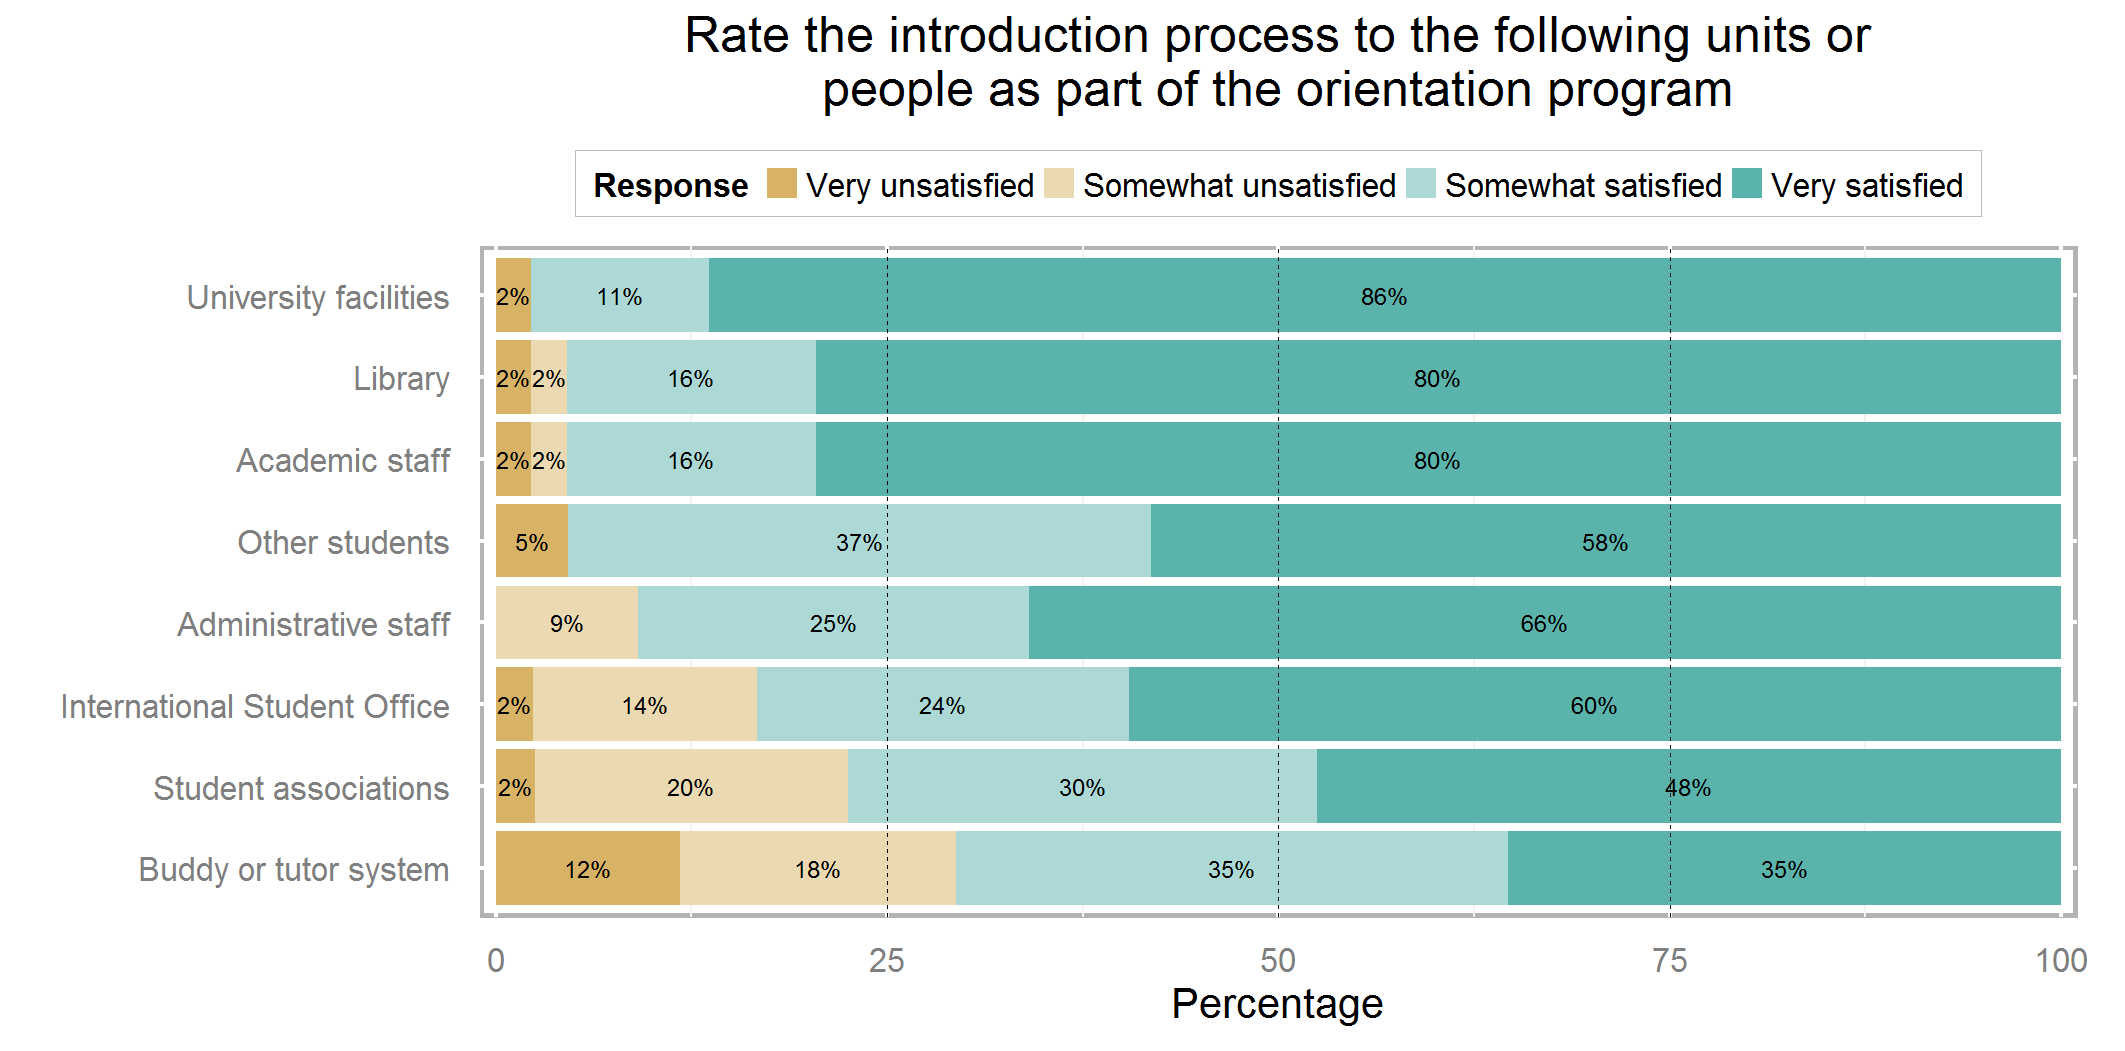 Rate the introduction process to the following units or
people as part of the orientation program
Response Very unsatisfied Somewhat unsatisfied Somewhat satisfied Very satisfied
University facilities 2% 11% 86%
Library 2% 2% 16% 80%
Academic staff 2% 2% 16% 80%
Other students 5% 37% 58%
Administrative staff 9% 25% 66%
International Student Office 2% 14% 24% 60%
Student associations 2% 20% 30% 48%
Buddy or tutor system 12% 18% 35% 35%
0 25 50 75 100
Percentage